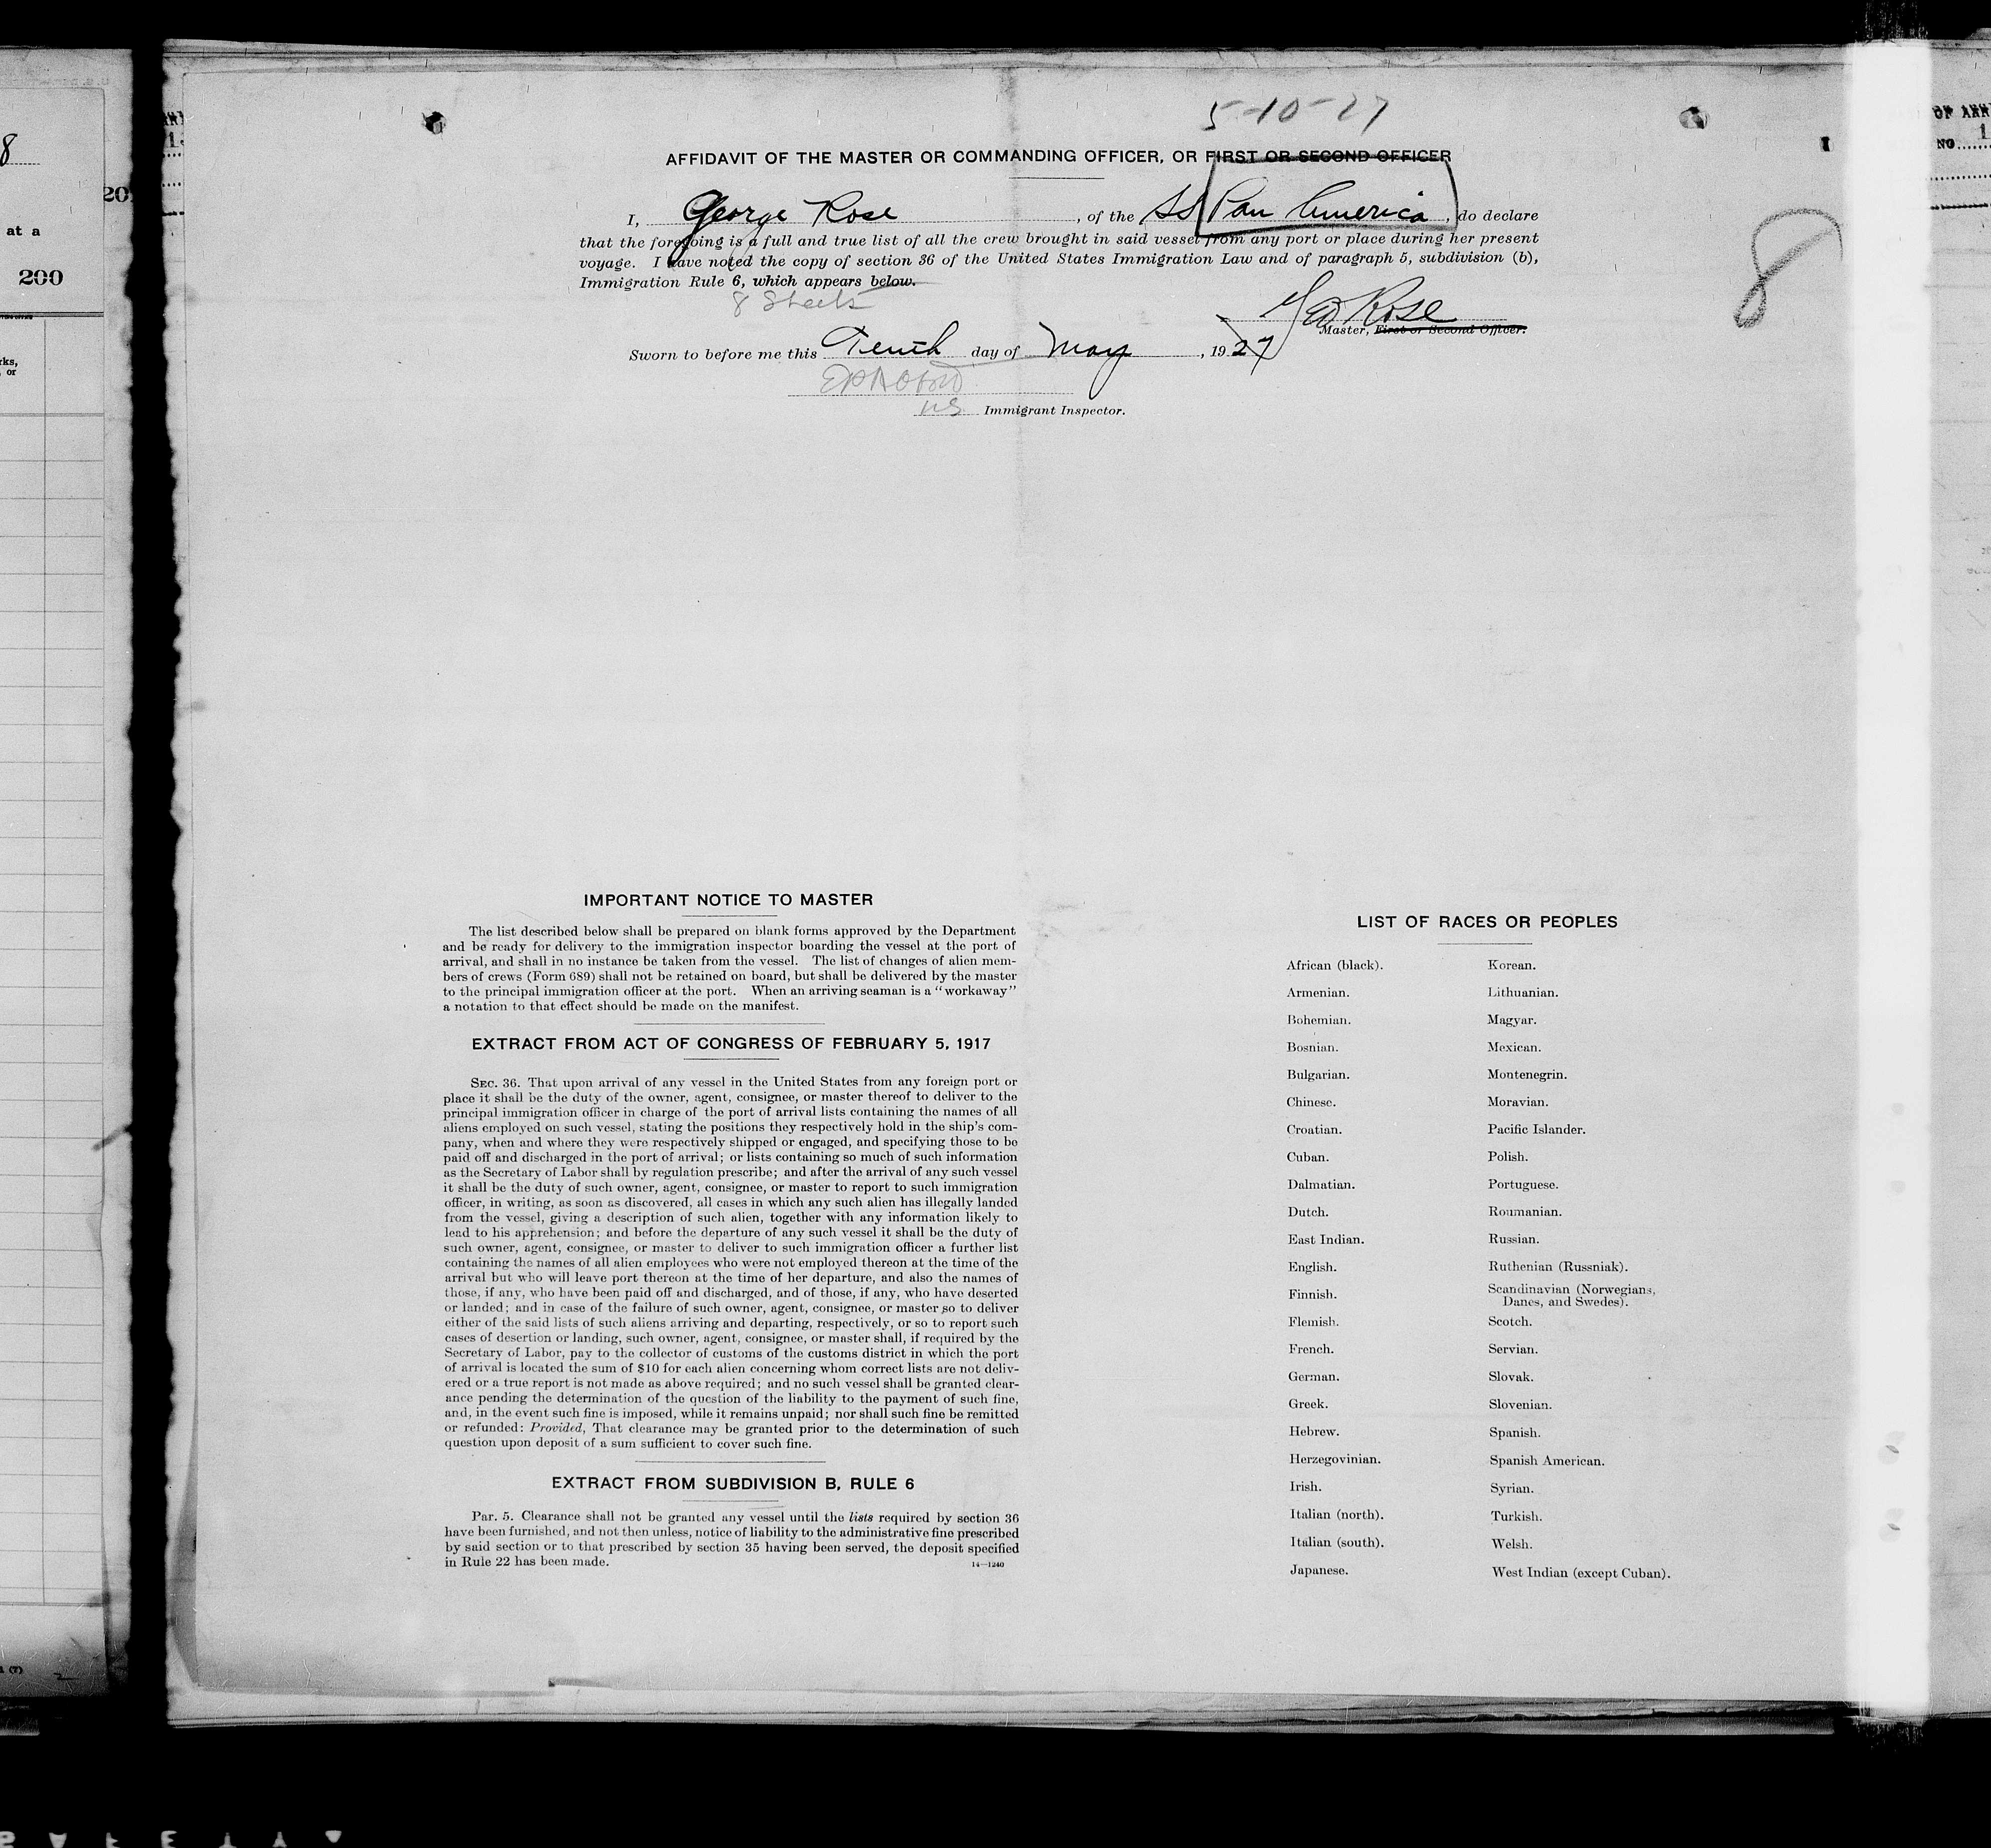 5-10-27
AFFIDAVIT OF THE MASTER OR COMMANDING OFFICER, OR FIRST OR SECOND OFFICER
I, George Rose, of the SS Pan America, do declare
that the foregoing is a full and true list of all the crew brought in said vessel from any port or place during her present
voyage. I have noted the copy of section 36 of the United States Immigration Law and of paragraph 5, subdivision (b),
Immigration Rule 6, which appears below.
8 Sheets
Geo Rose
Master, First or Second Officer.
Sworn to before me this Tenth day of May, 1927
Immigrant Inspector.
8
8
at a
200
IMPORTANT NOTICE TO MASTER
The list described below shall be prepared on blank forms approved by the Department
and be ready for delivery to the immigration inspector boarding the vessel at the port of
arrival, and shall in no instance be taken from the vessel. The list of changes of alien mem-
bers of crews (Form 689) shall not be retained on board, but shall be delivered by the master
to the principal immigration officer at the port. When an arriving seaman is a "workaway"
a notation to that effect should be made on the manifest.
EXTRACT FROM ACT OF CONGRESS OF FEBRUARY 5, 1917
SEC. 36. That upon arrival of any vessel in the United States from any foreign port or
place it shall be the duty of the owner, agent, consignee, or master thereof to deliver to the
principal immigration officer in charge of the port of arrival lists containing the names of all
aliens employed on such vessel, stating the positions they respectively hold in the ship's com-
pany, when and where they were respectively shipped or engaged, and specifying those to be
paid off and discharged in the port of arrival; or lists containing so much of such information
as the Secretary of Labor shall by regulation prescribe; and after the arrival of any such vessel
it shall be the duty of such owner, agent, consignee, or master to report to such immigration
officer, in writing, as soon as discovered, all cases in which any such alien has illegally landed
from the vessel, giving a description of such alien, together with any information likely to
lead to his apprehension; and before the departure of any such vessel it shall be the duty of
such owner, agent, consignee, or master to deliver to such immigration officer a further list
containing the names of all alien employees who were not employed thereon at the time of the
arrival but who will leave port thereon at the time of her departure, and also the names of
those, if any, who have been paid off and discharged, and of those, if any, who have deserted
or landed; and in case of the failure of such owner, agent, consignee, or master so to deliver
either of the said lists of such aliens arriving and departing, respectively, or so to report such
cases of desertion or landing, such owner, agent, consignee, or master shall, if required by the
Secretary of Labor, pay to the collector of customs of the customs district in which the port
of arrival is located the sum of $10 for each alien concerning whom correct lists are not deliv-
ered or a true report is not made as above required; and no such vessel shall be granted clear-
ance pending the determination of the question of the liability to the payment of such fine,
and, in the event such fine is imposed, while it remains unpaid; nor shall such fine be remitted
or refunded: Provided, That clearance may be granted prior to the determination of such
question upon deposit of a sum sufficient to cover such fine.
EXTRACT FROM SUBDIVISION B, RULE 6
Par. 5. Clearance shall not be granted any vessel until the lists required by section 36
have been furnished, and not then unless, notice of liability to the administrative fine prescribed
by said section or to that prescribed by section 35 having been served, the deposit specified
in Rule 22 has been made.
14—1240
LIST OF RACES OR PEOPLES
African (black).
Armenian.
Bohemian.
Bosnian.
Bulgarian.
Chinese.
Croatian.
Cuban.
Dalmatian.
Dutch.
East Indian.
English.
Finnish.
Flemish.
French.
German.
Greek.
Hebrew.
Herzegovinian.
Irish.
Italian (north).
Italian (south).
Japanese.
Korean.
Lithuanian.
Magyar.
Mexican.
Montenegrin.
Moravian.
Pacific Islander.
Polish.
Portuguese.
Roumanian.
Russian.
Ruthenian (Russniak).
Scandinavian (Norwegians,
Danes, and Swedes).
Scotch.
Servian.
Slovak.
Slovenian.
Spanish.
Spanish American.
Syrian.
Turkish.
Welsh.
West Indian (except Cuban).